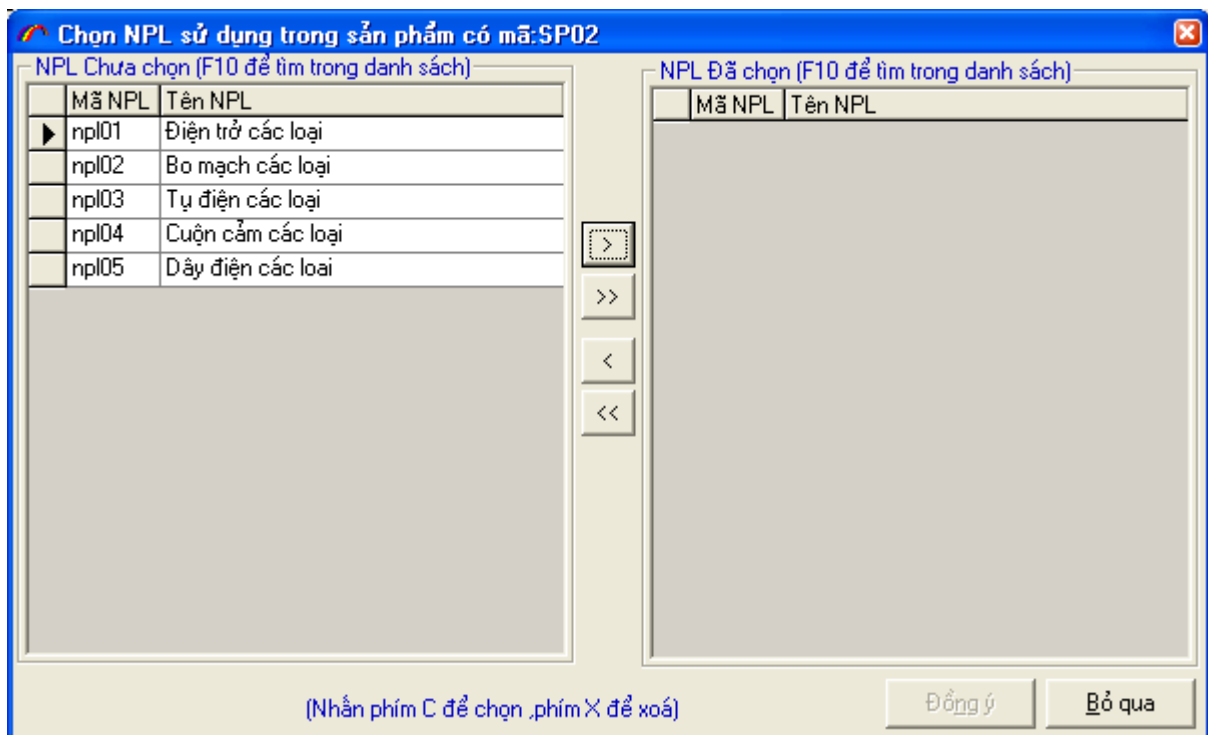 Chọn NPL sử dụng trong sản phẩm có mã:SP02
NPL Chưa chọn (F10 để tìm trong danh sách)
Mã NPL Tên NPL
npl01 Điện trở các loại
npl02 Bo mạch các loại
npl03 Tụ điện các loại
npl04 Cuộn cảm các loại
npl05 Dây điện các loai
>
>>
<
<<
NPL Đã chọn (F10 để tìm trong danh sách)
Mã NPL Tên NPL
(Nhấn phím C để chọn ,phím X để xoá)
Đồng ý
Bỏ qua